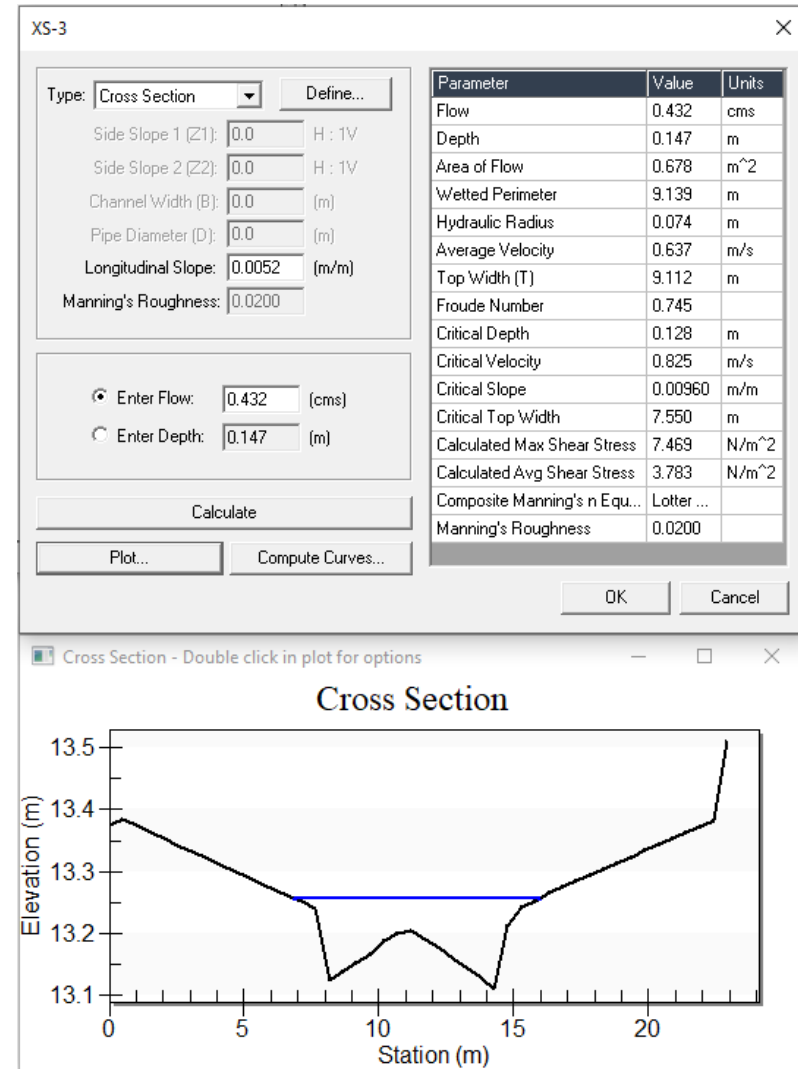 XS-3
Type: Cross Section Define...
Side Slope 1 (Z1): 0.0 H : 1V
Side Slope 2 (Z2): 0.0 H : 1V
Channel Width (B): 0.0 (m)
Pipe Diameter (D): 0.0 (m)
Longitudinal Slope: 0.0052 (m/m)
Manning's Roughness: 0.0200
Enter Flow: 0.432 (cms)
Enter Depth: 0.147 (m)
Calculate
Plot... Compute Curves...
Parameter Value Units
Flow 0.432 cms
Depth 0.147 m
Area of Flow 0.678 m^2
Wetted Perimeter 9.139 m
Hydraulic Radius 0.074 m
Average Velocity 0.637 m/s
Top Width (T) 9.112 m
Froude Number 0.745
Critical Depth 0.128 m
Critical Velocity 0.825 m/s
Critical Slope 0.00960 m/m
Critical Top Width 7.550 m
Calculated Max Shear Stress 7.469 N/m^2
Calculated Avg Shear Stress 3.783 N/m^2
Composite Manning's n Equ... Lotter ...
Manning's Roughness 0.0200
OK Cancel
Cross Section - Double click in plot for options
Cross Section
Elevation (m)
13.5
13.4
13.3
13.2
13.1
0 5 10 15 20
Station (m)